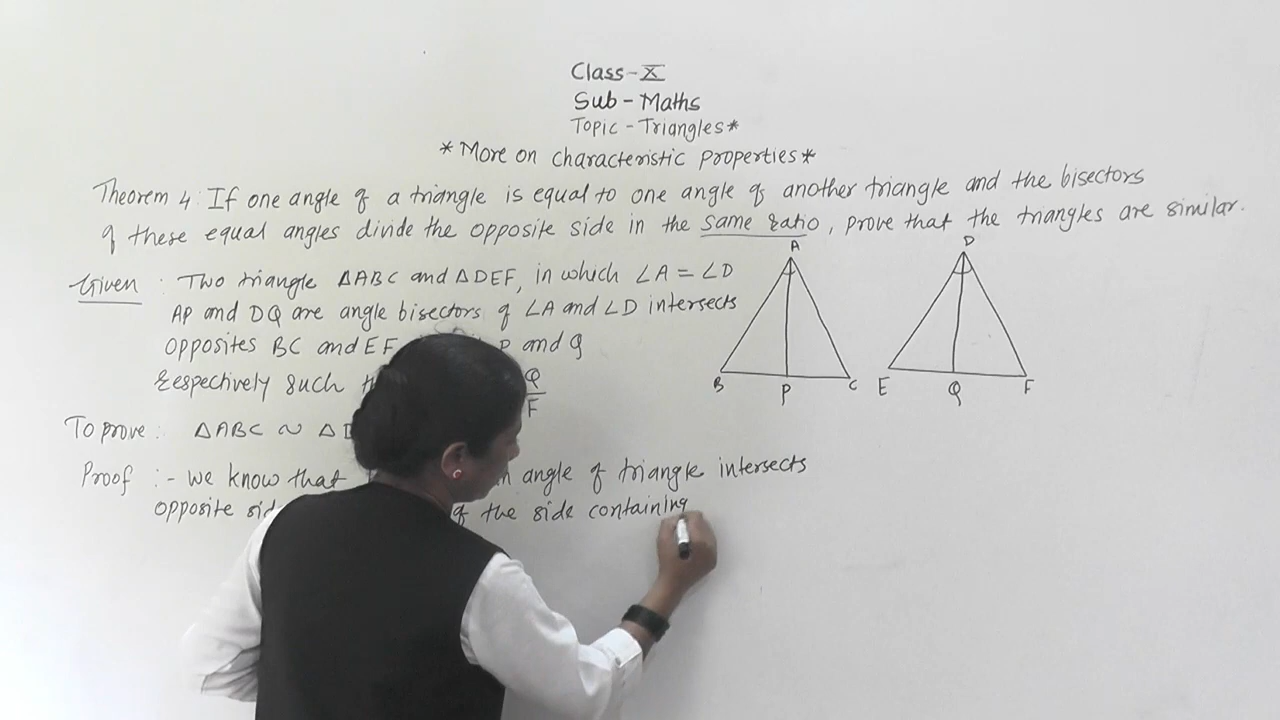 Class - X
Sub - Maths
Topic - Triangles*
*More on characteristic properties*
Theorem 4: If one angle of a triangle is equal to one angle of another triangle and the bisectors
of these equal angles divide the opposite side in the same ratio, prove that the triangles are similar.
Given : Two triangle ΔABC and ΔDEF, in which ∠A = ∠D
AP and DQ are angle bisectors of ∠A and ∠D intersects
opposites BC and EF P and Q
respectively such Q
F
To prove : ΔABC ~ Δ
Proof :- we know that angle of triangle intersects
opposite of the side containing
A
B
P
C
D
E
Q
F